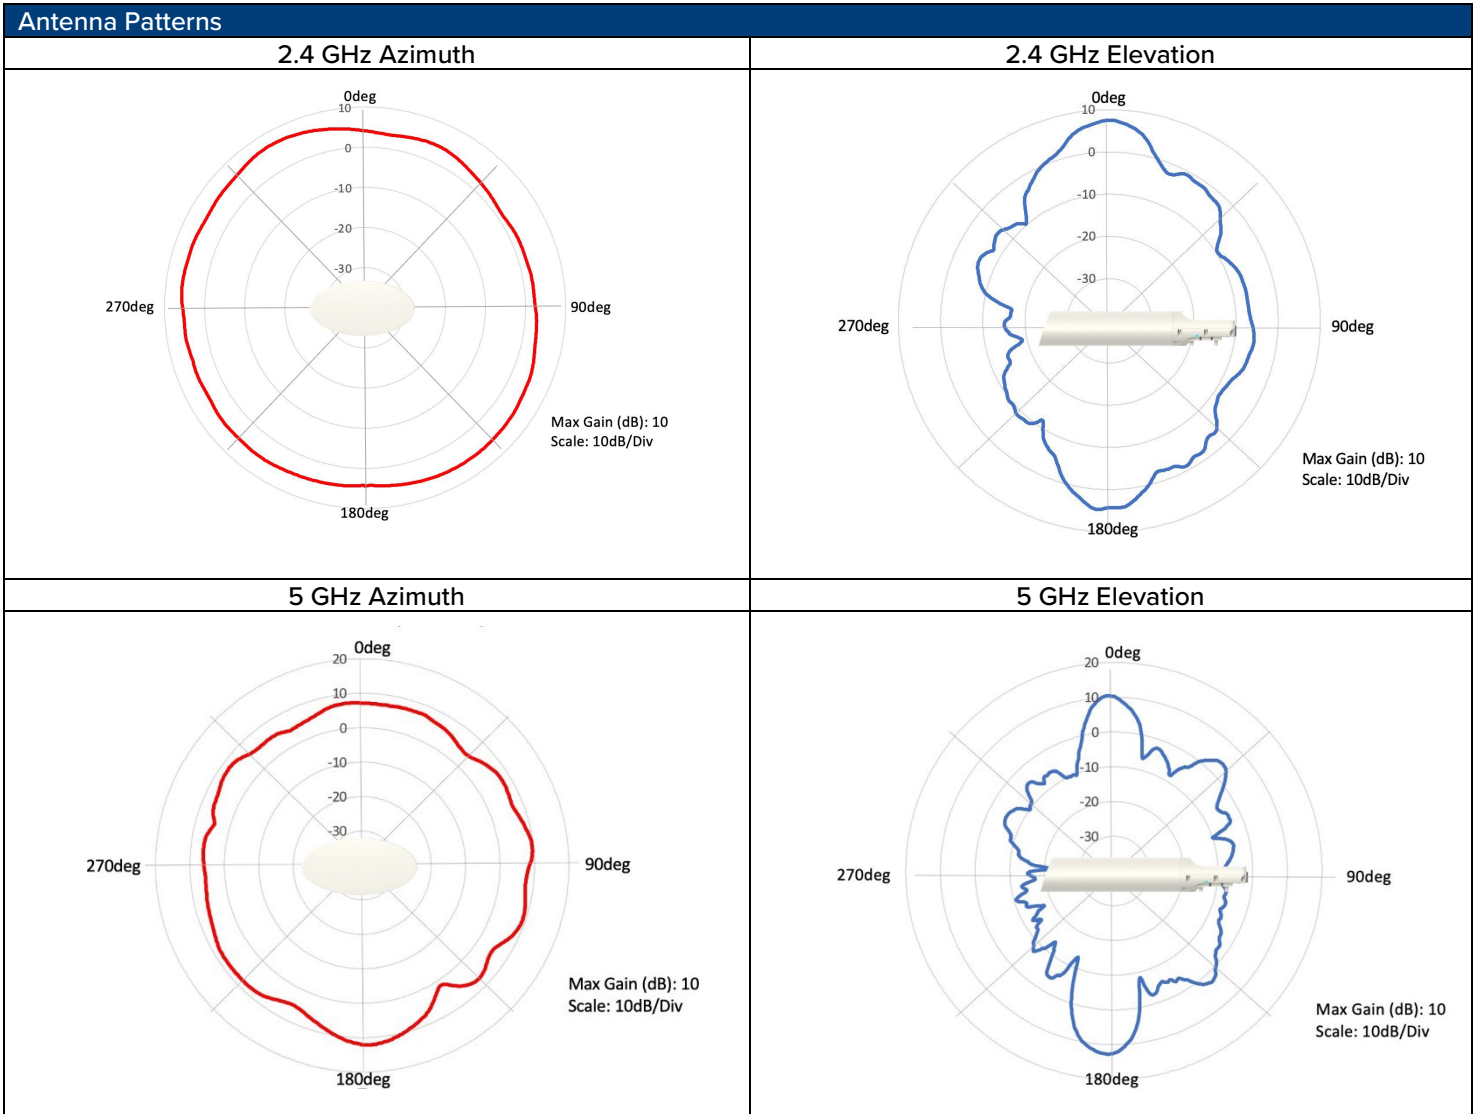 Antenna Patterns
2.4 GHz Azimuth
2.4 GHz Elevation
0deg
10
0
-10
-20
-30
270deg
90deg
Max Gain (dB): 10
Scale: 10dB/Div
180deg
0deg
10
0
-10
-20
-30
270deg
90deg
Max Gain (dB): 10
Scale: 10dB/Div
180deg
5 GHz Azimuth
5 GHz Elevation
0deg
20
10
0
-10
-20
-30
270deg
90deg
Max Gain (dB): 10
Scale: 10dB/Div
180deg
0deg
20
10
0
-10
-20
-30
270deg
90deg
Max Gain (dB): 10
Scale: 10dB/Div
180deg